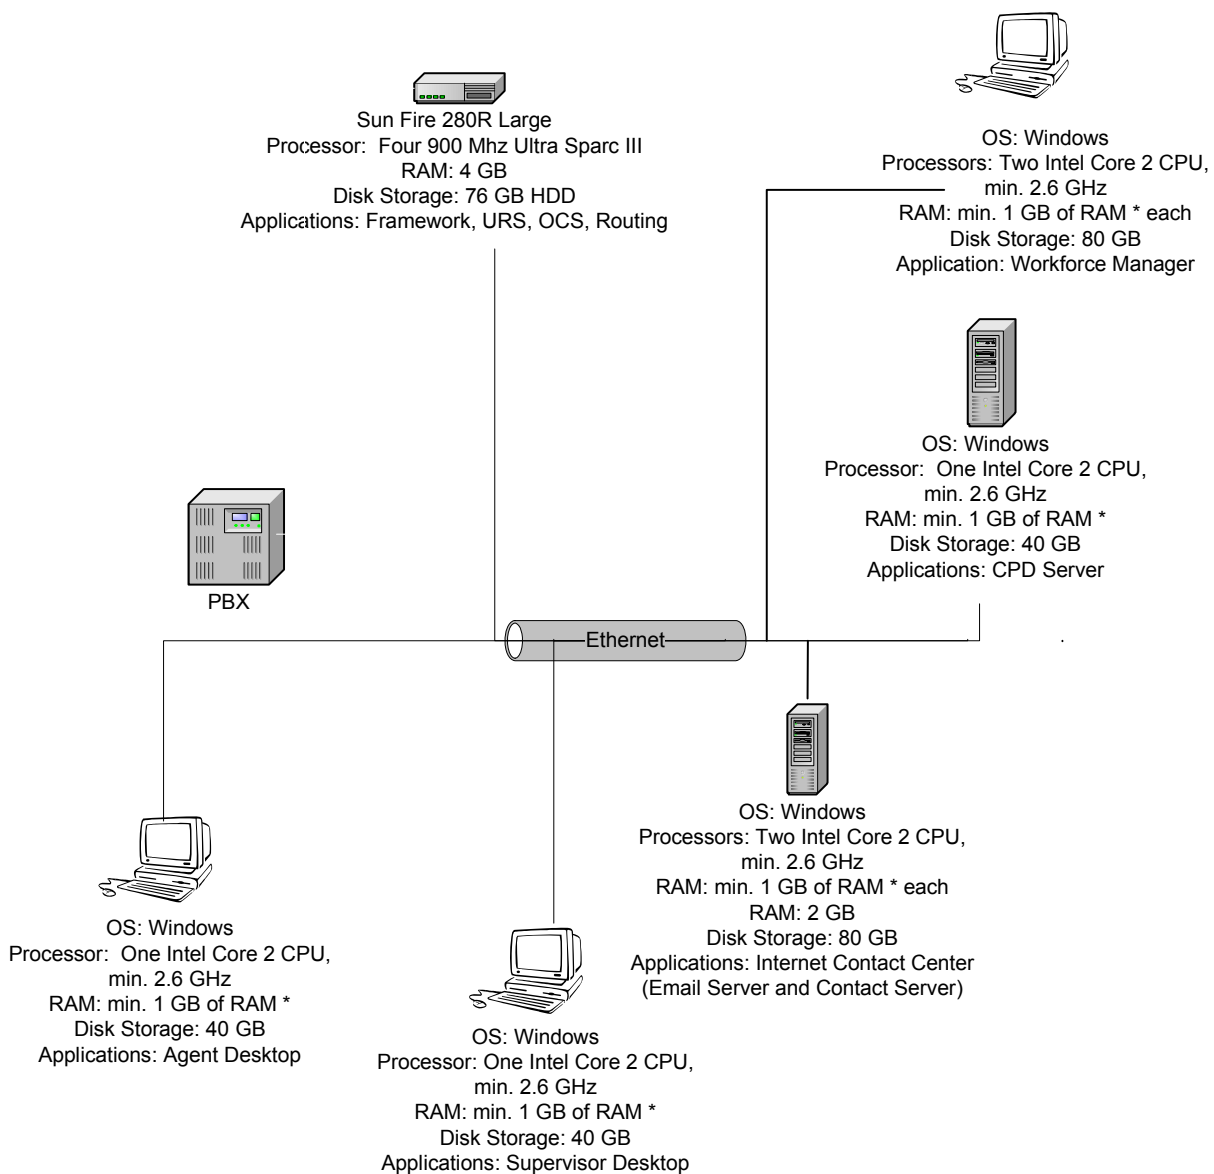 Sun Fire 280R Large
Processor:  Four 900 Mhz Ultra Sparc III
RAM: 4 GB
Disk Storage: 76 GB HDD
Applications: Framework, URS, OCS, Routing
OS: Windows
Processors: Two Intel Core 2 CPU,
min. 2.6 GHz
RAM: min. 1 GB of RAM * each
Disk Storage: 80 GB
Application: Workforce Manager
OS: Windows
Processor:  One Intel Core 2 CPU,
min. 2.6 GHz
RAM: min. 1 GB of RAM *
Disk Storage: 40 GB
Applications: CPD Server
PBX
Ethernet
OS: Windows
Processors: Two Intel Core 2 CPU,
min. 2.6 GHz
RAM: min. 1 GB of RAM * each
RAM: 2 GB
Disk Storage: 80 GB
Applications: Internet Contact Center
(Email Server and Contact Server)
OS: Windows
Processor:  One Intel Core 2 CPU,
min. 2.6 GHz
RAM: min. 1 GB of RAM *
Disk Storage: 40 GB
Applications: Agent Desktop
OS: Windows
Processor: One Intel Core 2 CPU,
min. 2.6 GHz
RAM: min. 1 GB of RAM *
Disk Storage: 40 GB
Applications: Supervisor Desktop